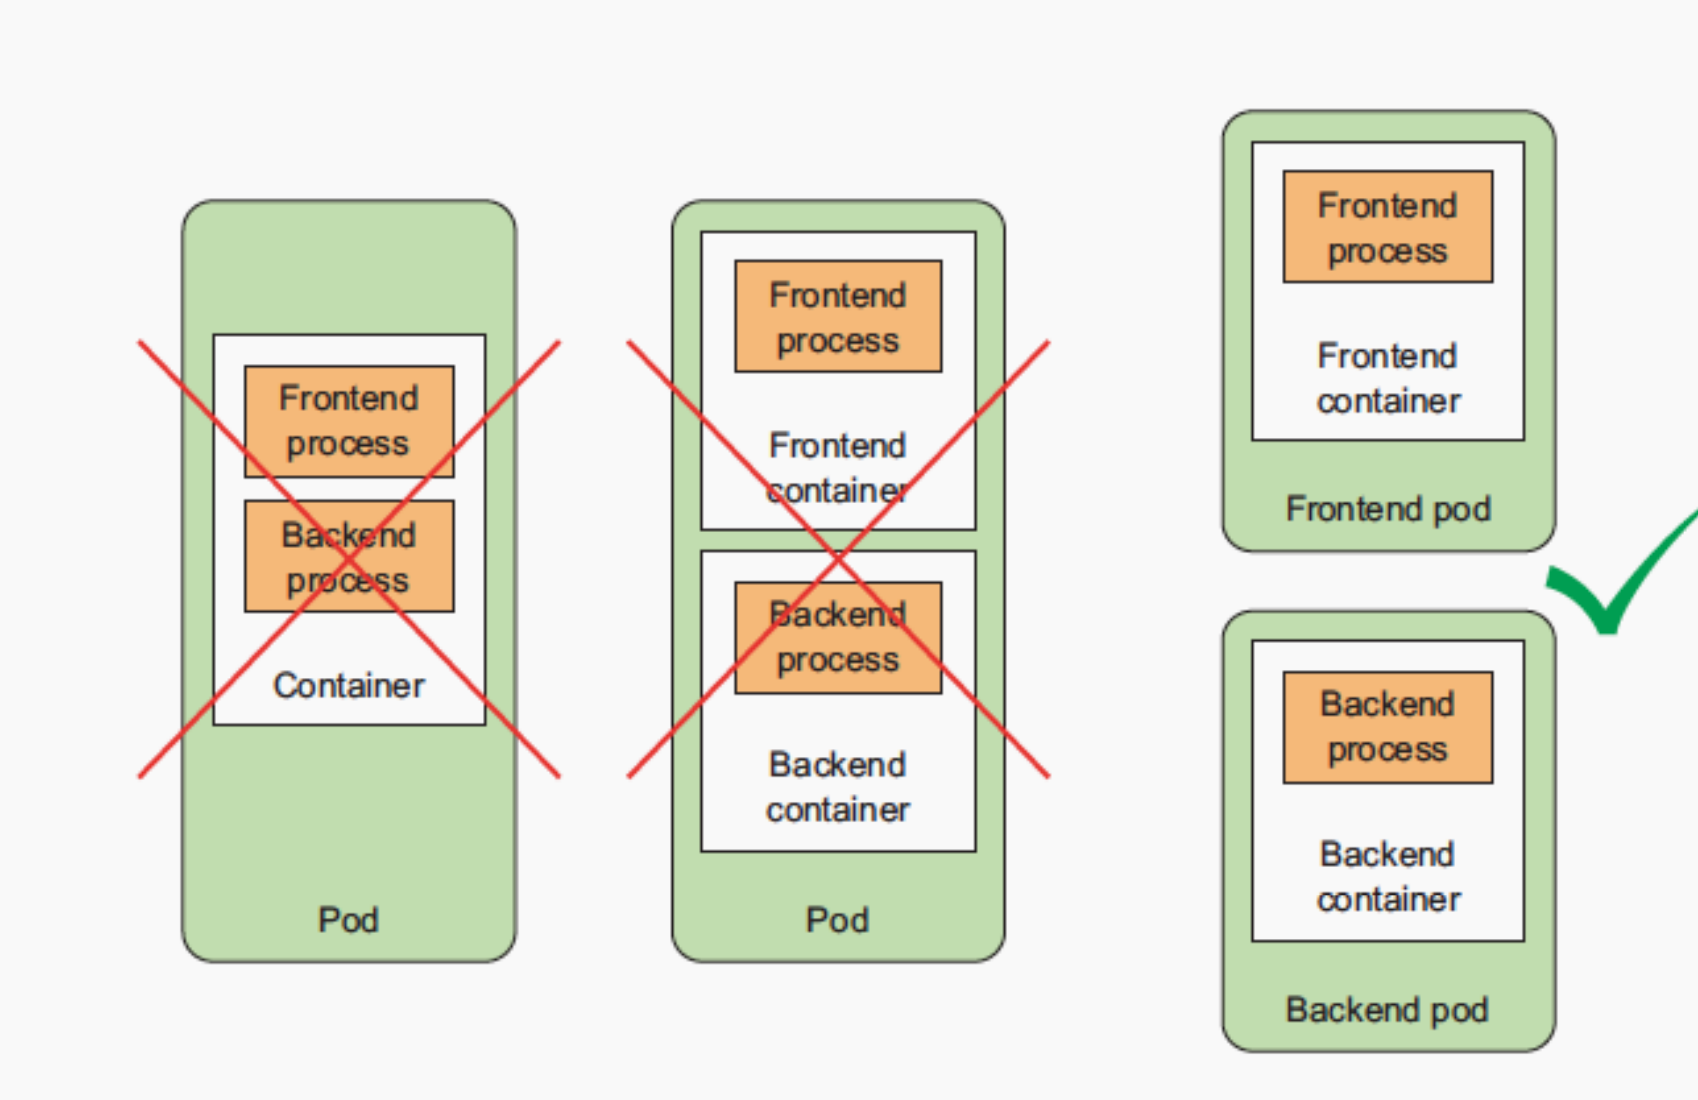 Frontend
process
Backend
process
Container
Pod
Frontend
process
Frontend
container
Backend
process
Backend
container
Pod
Frontend
process
Frontend
container
Frontend pod
Backend
process
Backend
container
Backend pod